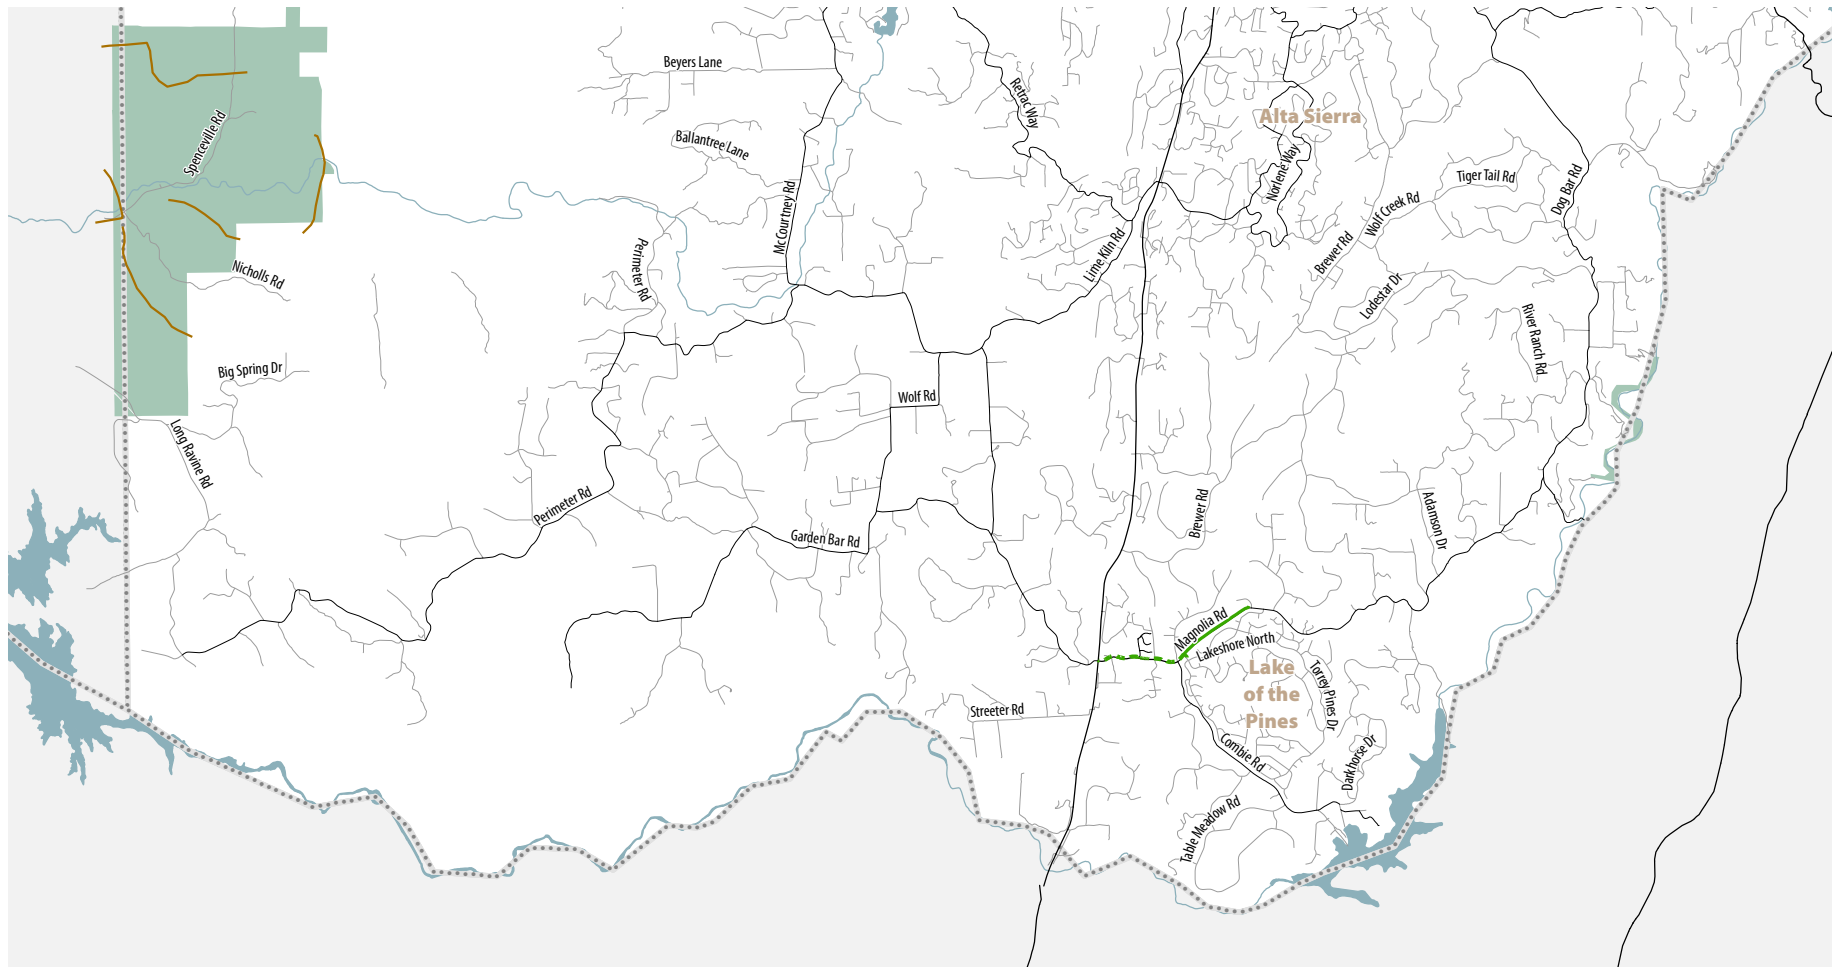 Beyers Lane
Retrac Way
Alta Sierra
Spenceville Rd
Ballantree Lane
Norlene Way
Tiger Tail Rd
Dog Bar Rd
McCourtney Rd
Wolf Creek Rd
Lime Kiln Rd
Brewer Rd
Perimeter Rd
Nicholls Rd
Lodestar Dr
River Ranch Rd
Big Spring Dr
Wolf Rd
Long Ravine Rd
Perimeter Rd
Brewer Rd
Adamson Dr
Garden Bar Rd
Magnolia Rd
Lakeshore North
Lake
of the
Pines
Torrey Pines Dr
Streeter Rd
Combie Rd
Darkhorse Dr
Table Meadow Rd